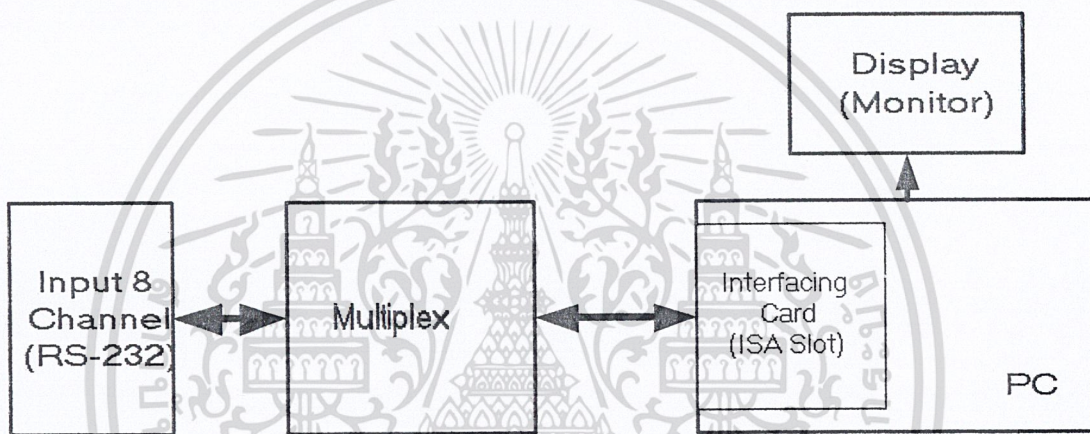 Display
(Monitor)
Input 8
Channel
(RS-232)
Multiplex
Interfacing
Card
(ISA Slot)
PC